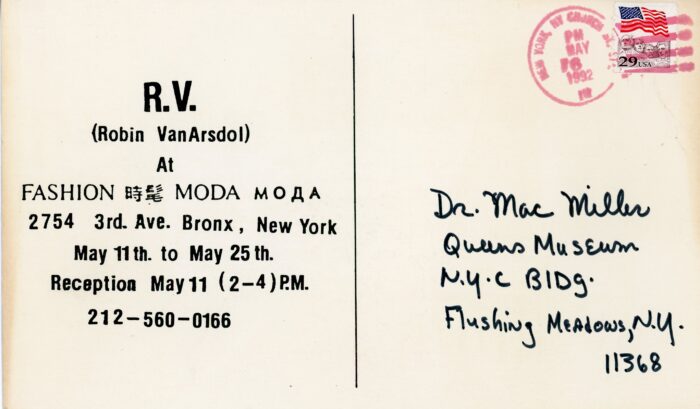 R.V.
(Robin VanArsdol)
At
FASHION 時髦 MODA МОДА
2754 3rd. Ave. Bronx, New York
May 11th. to May 25th.
Reception May 11 (2-4) P.M.
212-560-0166
NEW YORK, NY CHURCH
PM
MAY
1992
29 USA
Dr. Mac Miller
Queens Museum
N.Y.C Bldg.
Flushing Meadows, N.Y.
11368